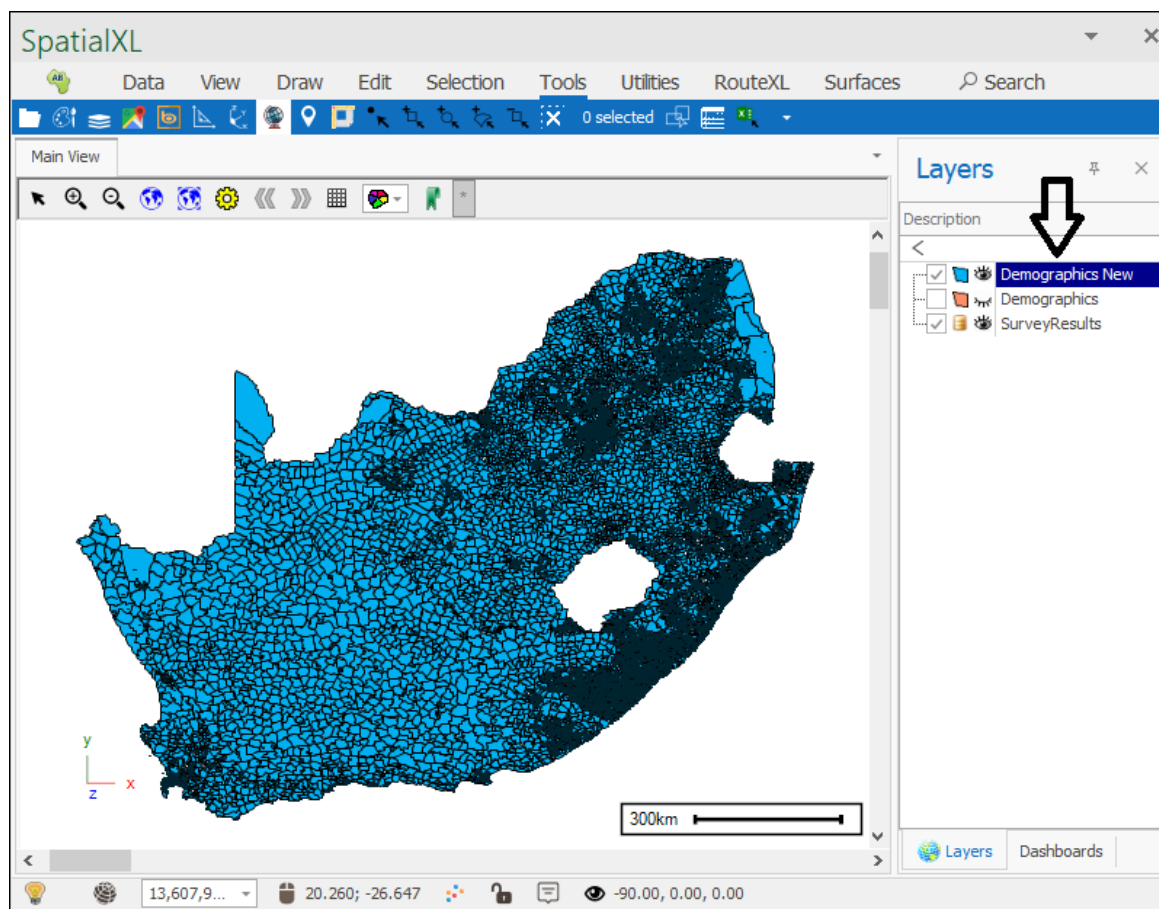 SpatialXL
AB Data View Draw Edit Selection Tools Utilities RouteXL Surfaces Search
0 selected
Main View
Layers
Description
Demographics New
Demographics
SurveyResults
y
x
z
300km
Layers Dashboards
13,607,9... 20.260; -26.647 -90.00, 0.00, 0.00